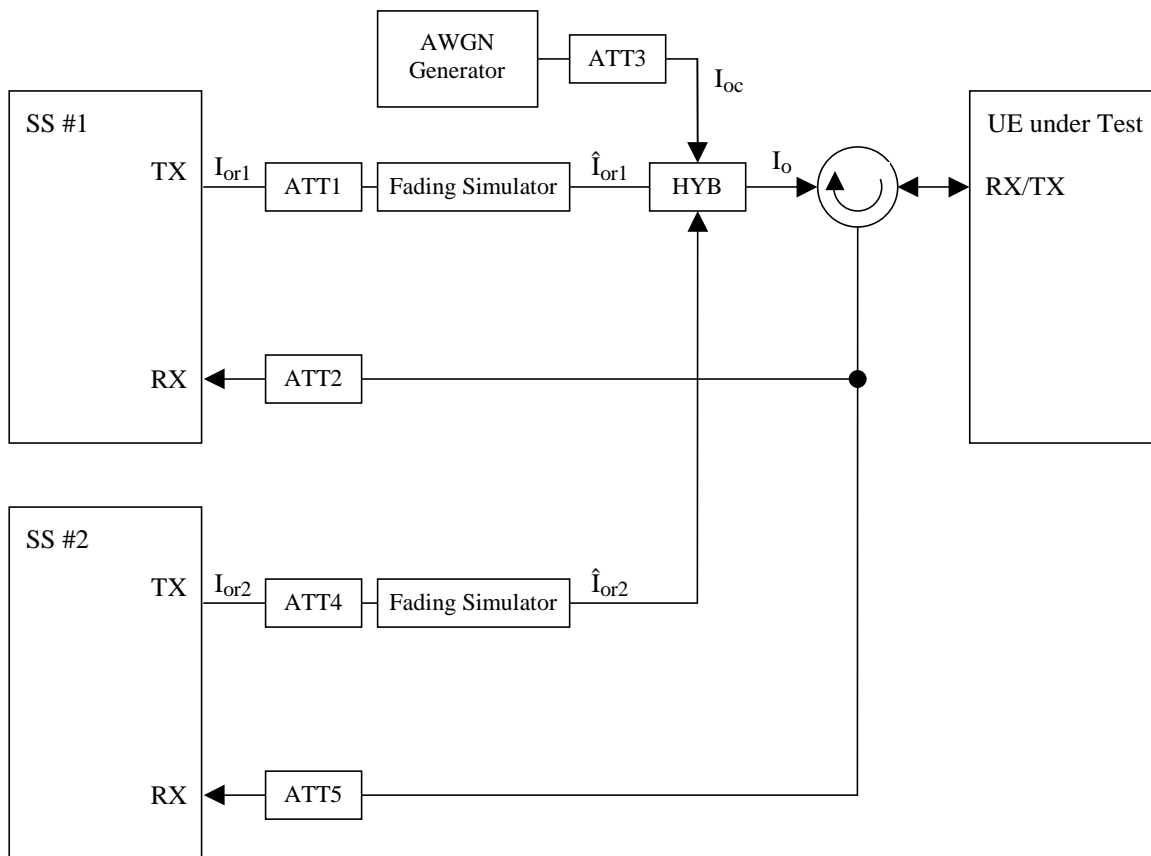 AWGN
Generator
ATT3
I_oc
SS #1
UE under Test
TX
I_or1
ATT1
Fading Simulator
Î_or1
HYB
I_o
RX/TX
RX
ATT2
SS #2
TX
I_or2
ATT4
Fading Simulator
Î_or2
RX
ATT5